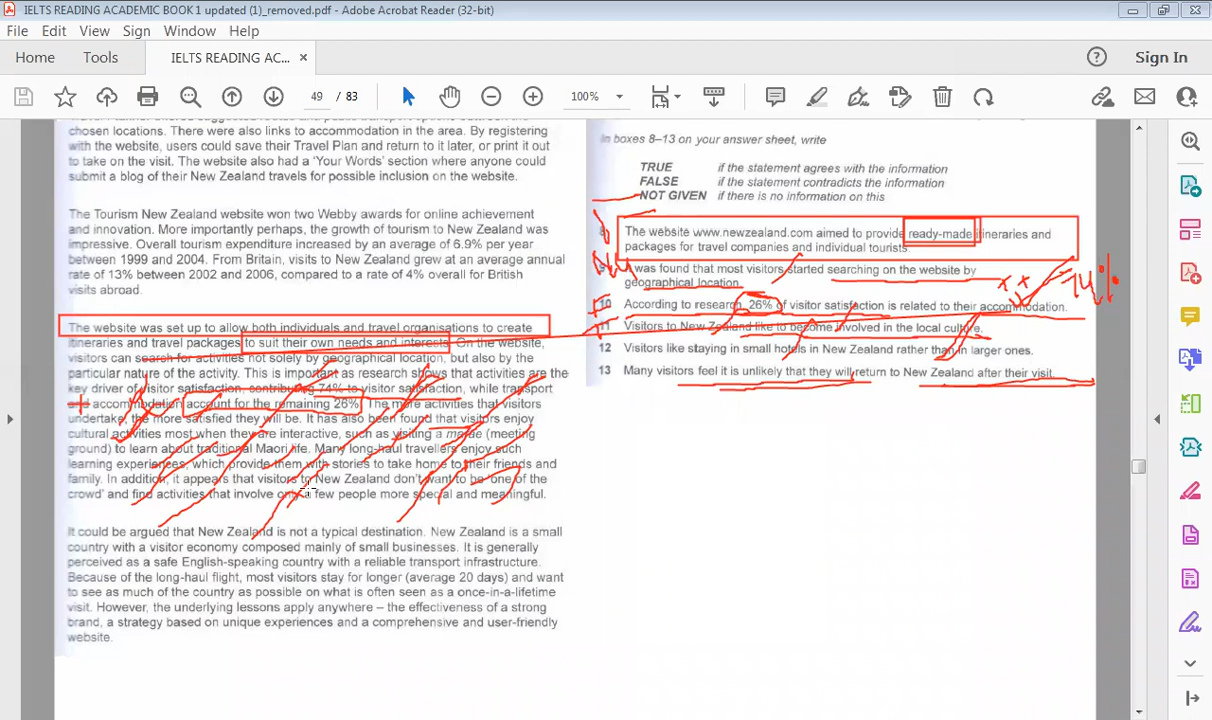 IELTS READING ACADEMIC BOOK 1 updated (1)_removed.pdf - Adobe Acrobat Reader (32-bit)
File Edit View Sign Window Help
Home Tools IELTS READING AC... × Sign In
49 / 83 100%
chosen locations. There were also links to accommodation in the area. By registering
with the website, users could save their Travel Plan and return to it later, or print it out
to take on the visit. The website also had a 'Your Words' section where anyone could
submit a blog of their New Zealand travels for possible inclusion on the website.
The Tourism New Zealand website won two Webby awards for online achievement
and innovation. More importantly perhaps, the growth of tourism to New Zealand was
impressive. Overall tourism expenditure increased by an average of 6.9% per year
between 1999 and 2004. From Britain, visits to New Zealand grew at an average annual
rate of 13% between 2002 and 2006, compared to a rate of 4% overall for British
visits abroad.
The website was set up to allow both individuals and travel organisations to create
itineraries and travel packages to suit their own needs and interests. On the website,
visitors can search for activities not solely by geographical location, but also by the
particular nature of the activity. This is important as research shows that activities are the
key driver of visitor satisfaction, contributing 74% to visitor satisfaction, while transport
and accommodation account for the remaining 26%. The more activities that visitors
undertake, the more satisfied they will be. It has also been found that visitors enjoy
cultural activities most when they are interactive, such as visiting a marae (meeting
ground) to learn about traditional Maori life. Many long-haul travellers enjoy such
learning experiences, which provide them with stories to take home to their friends and
family. In addition, it appears that visitors to New Zealand don't want to be 'one of the
crowd' and find activities that involve only a few people more special and meaningful.
It could be argued that New Zealand is not a typical destination. New Zealand is a small
country with a visitor economy composed mainly of small businesses. It is generally
perceived as a safe English-speaking country with a reliable transport infrastructure.
Because of the long-haul flight, most visitors stay for longer (average 20 days) and want
to see as much of the country as possible on what is often seen as a once-in-a-lifetime
visit. However, the underlying lessons apply anywhere – the effectiveness of a strong
brand, a strategy based on unique experiences and a comprehensive and user-friendly
website.
In boxes 8–13 on your answer sheet, write
TRUE if the statement agrees with the information
FALSE if the statement contradicts the information
NOT GIVEN if there is no information on this
8 The website www.newzealand.com aimed to provide ready-made itineraries and
packages for travel companies and individual tourists.
9 It was found that most visitors started searching on the website by
geographical location.
10 According to research, 26% of visitor satisfaction is related to their accommodation.
11 Visitors to New Zealand like to become involved in the local culture.
12 Visitors like staying in small hotels in New Zealand rather than in larger ones.
13 Many visitors feel it is unlikely that they will return to New Zealand after their visit.
74%
F